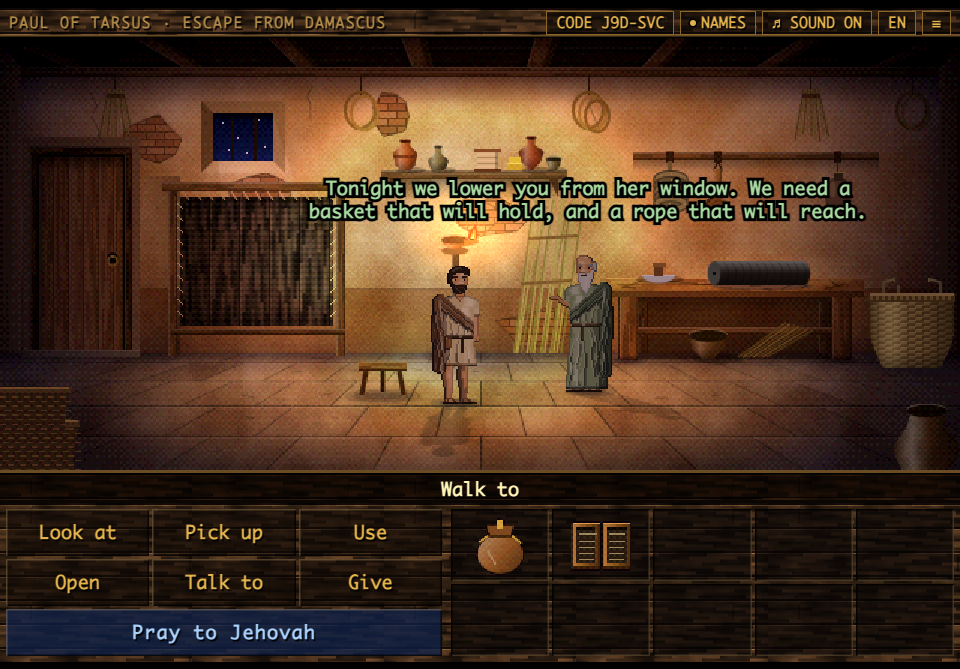 PAUL OF TARSUS · ESCAPE FROM DAMASCUS
CODE J9D-SVC
• NAMES
♬ SOUND ON
EN
≡
Tonight we lower you from her window. We need a
basket that will hold, and a rope that will reach.
Walk to
Look at
Pick up
Use
Open
Talk to
Give
Pray to Jehovah